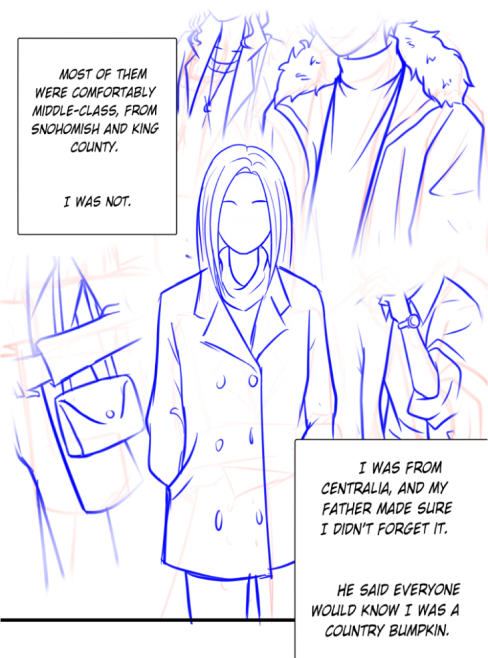 MOST OF THEM
WERE COMFORTABLY
MIDDLE-CLASS, FROM
SNOHOMISH AND KING
COUNTY.
I WAS NOT.
I WAS FROM
CENTRALIA, AND MY
FATHER MADE SURE
I DIDN'T FORGET IT.
HE SAID EVERYONE
WOULD KNOW I WAS A
COUNTRY BUMPKIN.